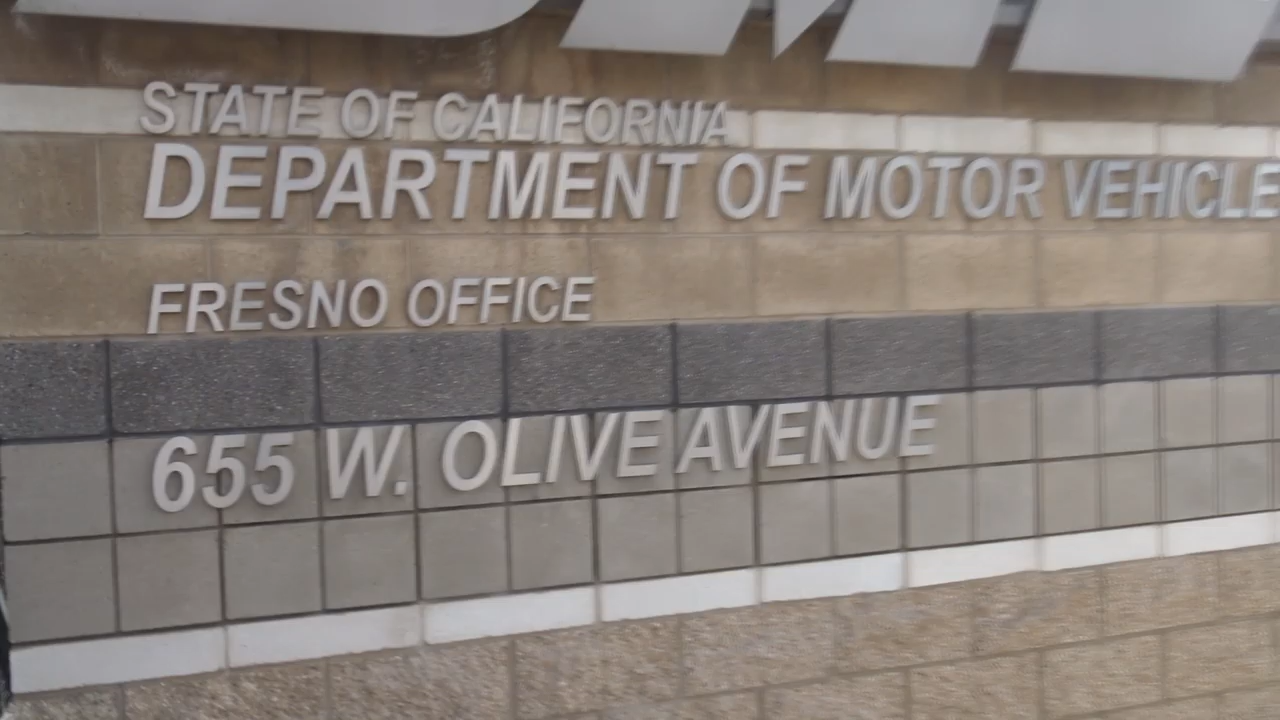 STATE OF CALIFORNIA
DEPARTMENT OF MOTOR VEHICLE
FRESNO OFFICE
655 W. OLIVE AVENUE